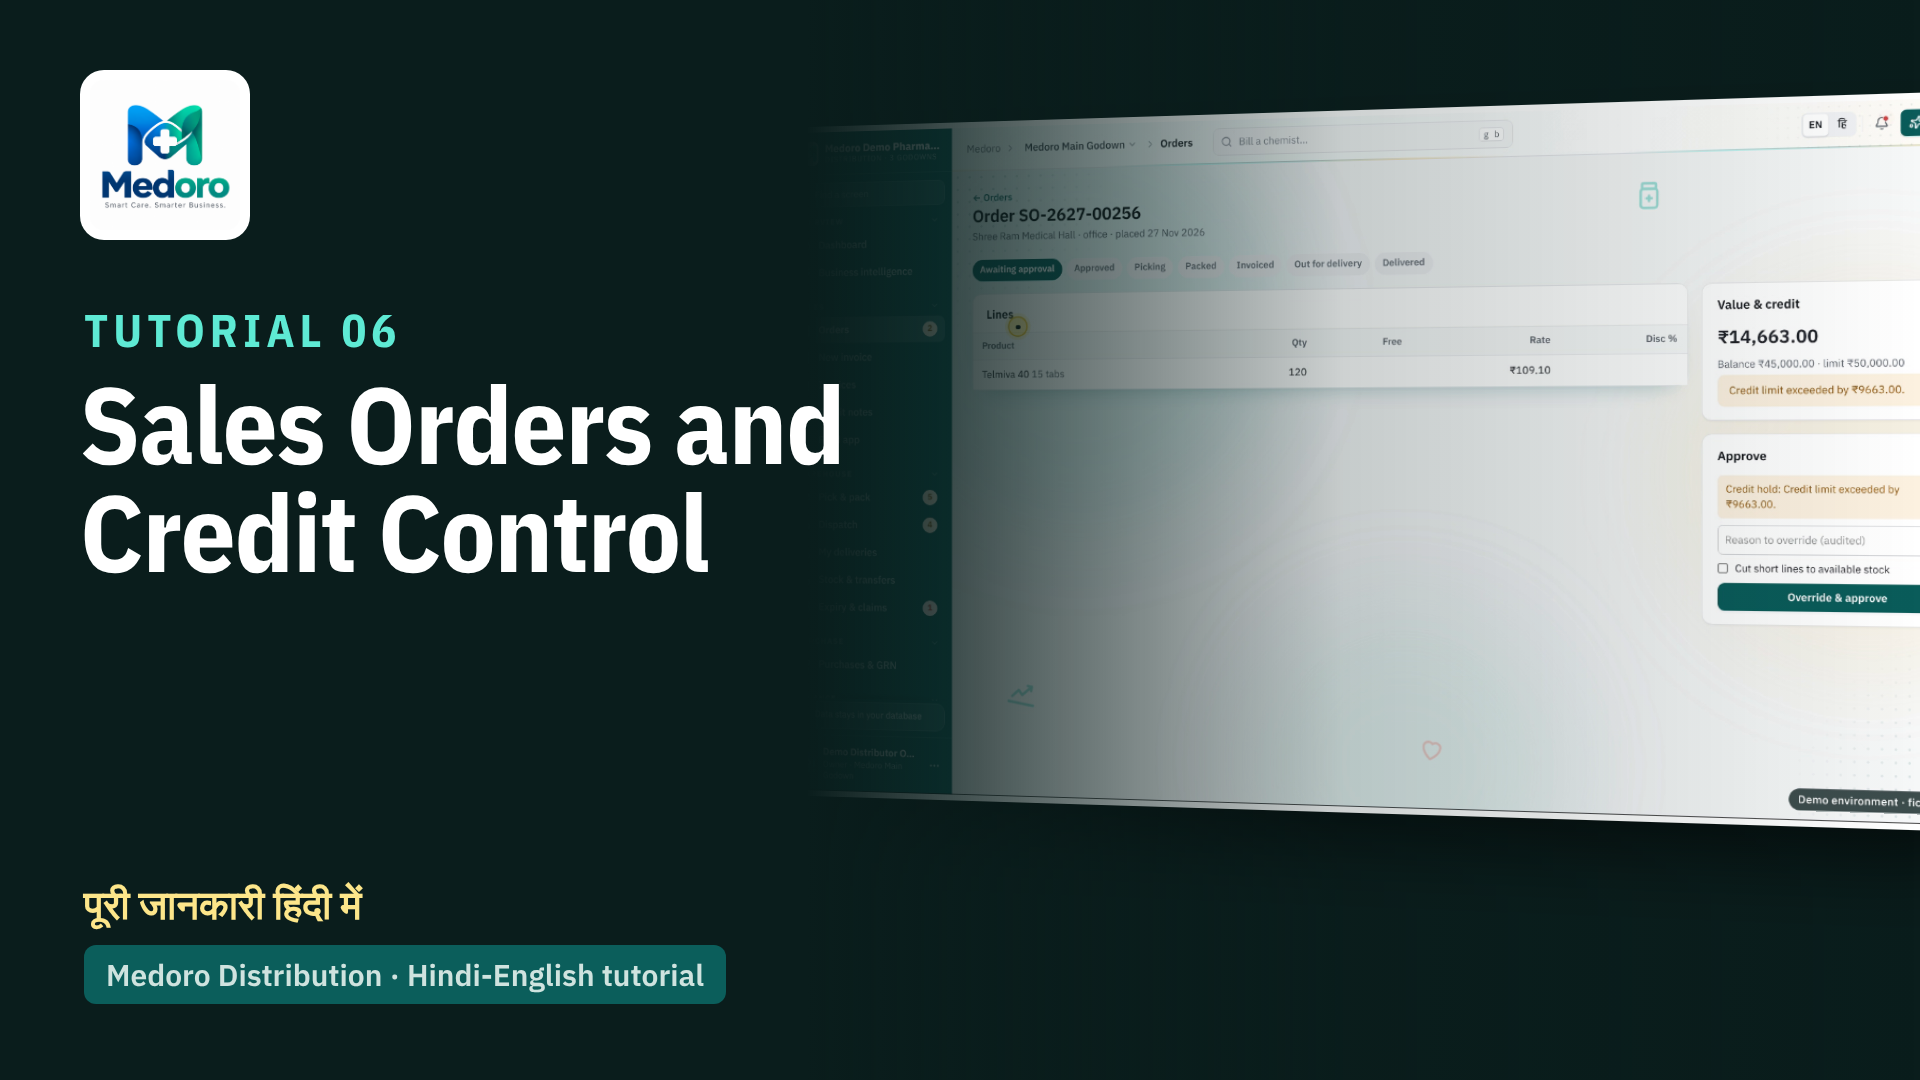 Medoro
Smart Care. Smarter Business.
TUTORIAL 06
Sales Orders and
Credit Control
पूरी जानकारी हिंदी में
Medoro Distribution · Hindi-English tutorial
Medoro Demo Pharma...
Medoro › Medoro Main Godown › Orders
Bill a chemist...
g b
EN हि
← Orders
Order SO-2627-00256
Shree Ram Medical Hall · office · placed 27 Nov 2026
Awaiting approval Approved Picking Packed Invoiced Out for delivery Delivered
Lines
Product Qty Free Rate Disc %
Telmiva 40 15 tabs 120 ₹109.10
Value & credit
₹14,663.00
Balance ₹45,000.00 · limit ₹50,000.00
Credit limit exceeded by ₹9663.00.
Approve
Credit hold: Credit limit exceeded by
₹9663.00.
Reason to override (audited)
Cut short lines to available stock
Override & approve
Demo environment